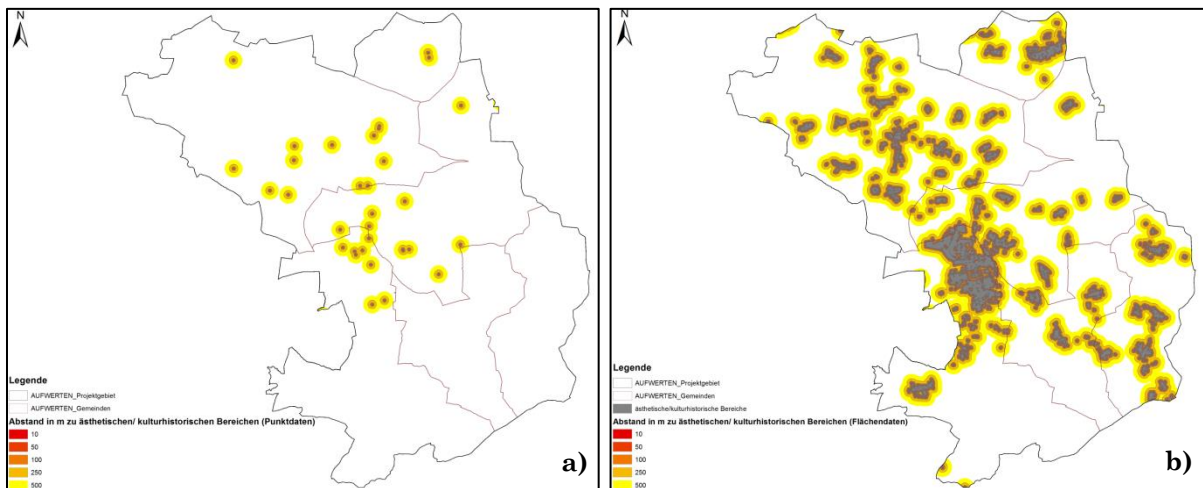 N
Legende
AUFWERTEN_Projektgebiet
AUFWERTEN_Gemeinden
Abstand in m zu ästhetischen/ kulturhistorischen Bereichen (Punktdaten)
10
50
100
250
500
a)
N
Legende
AUFWERTEN_Projektgebiet
AUFWERTEN_Gemeinden
ästhetische/kulturhistorische Bereiche
Abstand in m zu ästhetischen/ kulturhistorischen Bereichen (Flächendaten)
10
50
100
250
500
b)